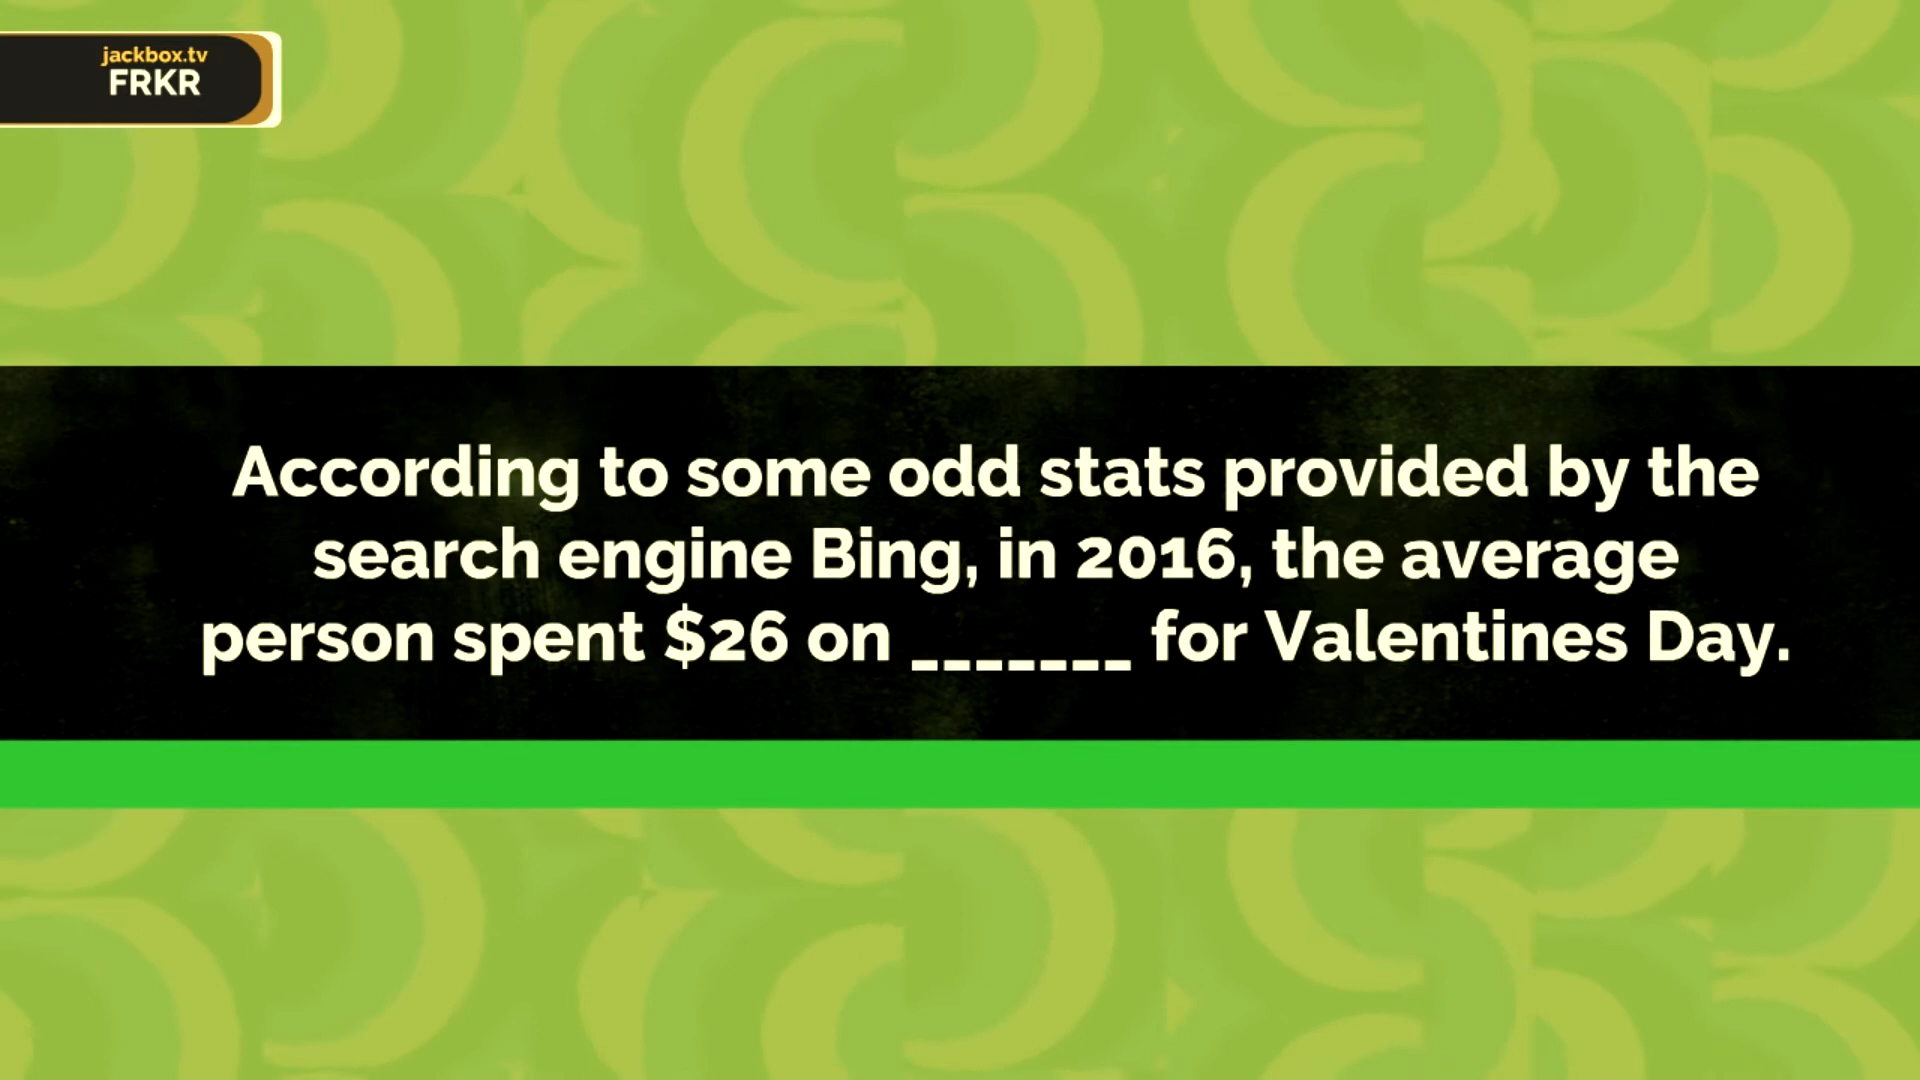 jackbox.tv
FRKR
According to some odd stats provided by the
search engine Bing, in 2016, the average
person spent $26 on _______ for Valentines Day.